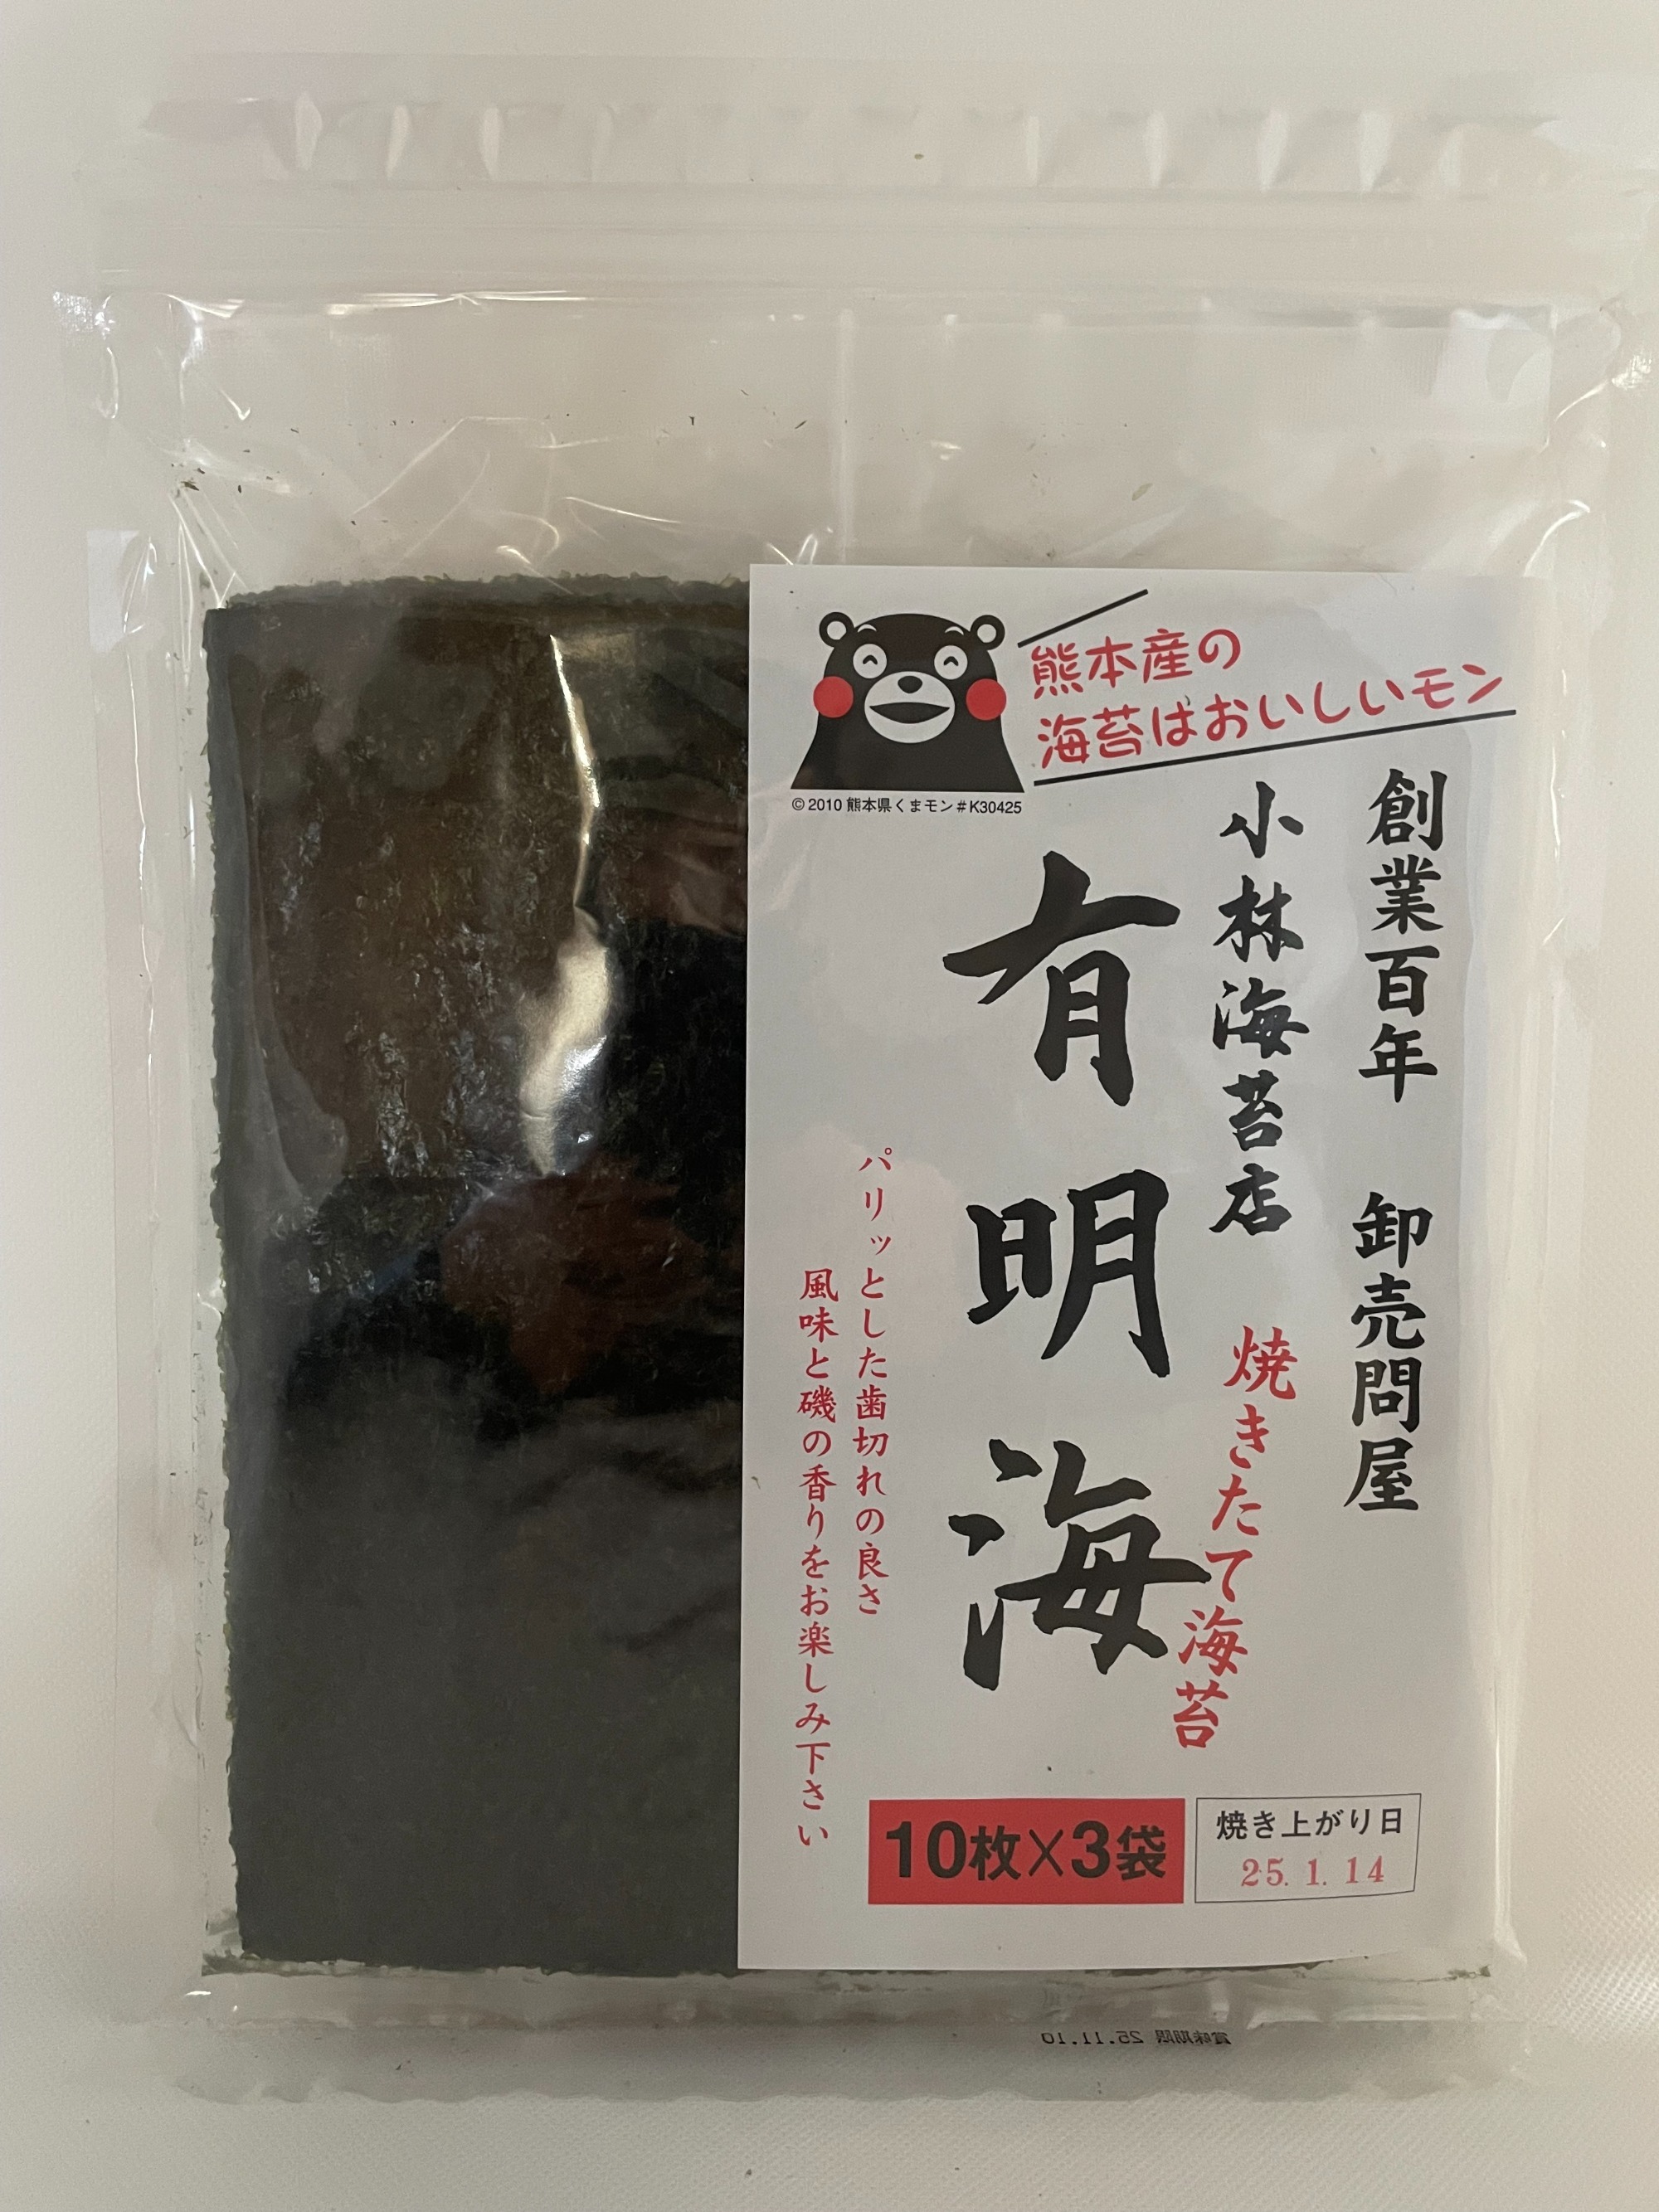 熊本産の
海苔はおいしいモン
© 2010 熊本県くまモン＃K30425
創業百年 卸売問屋
小林海苔店
焼きたて海苔
有明海
パリッとした歯切れの良さ
風味と磯の香りをお楽しみ下さい
10枚×3袋
焼き上がり日
25. 1. 14
賞味期限 25.11.10